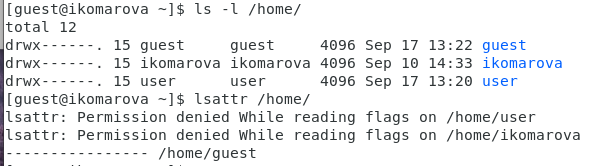 [guest@ikomarova ~]$ ls -l /home/
total 12
drwx------. 15 guest     guest     4096 Sep 17 13:22 guest
drwx------. 15 ikomarova ikomarova 4096 Sep 10 14:33 ikomarova
drwx------. 15 user      user      4096 Sep 17 13:20 user
[guest@ikomarova ~]$ lsattr /home/
lsattr: Permission denied While reading flags on /home/user
lsattr: Permission denied While reading flags on /home/ikomarova
---------------- /home/guest